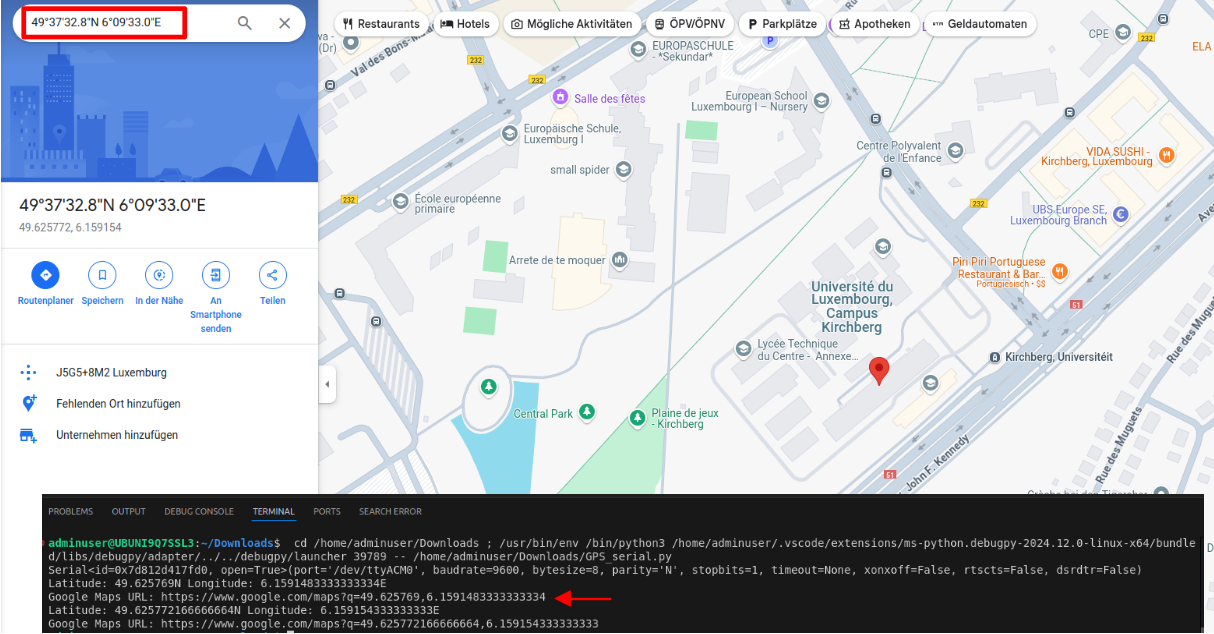 49°37'32.8"N 6°09'33.0"E
Restaurants
Hotels
Mögliche Aktivitäten
ÖPV/ÖPNV
Parkplätze
Apotheken
Geldautomaten
49°37'32.8"N 6°09'33.0"E
49.625772, 6.159154
Routenplaner
Speichern
In der Nähe
An
Smartphone
senden
Teilen
J5G5+8M2 Luxemburg
Fehlenden Ort hinzufügen
Unternehmen hinzufügen
(Dr)
Val des Bons-
232
232
232
232
232
EUROPASCHULE
- *Sekundar*
P
CPE
ELA
Salle des fêtes
European School
Luxembourg I – Nursery
Europäische Schule,
Luxemburg I
small spider
Centre Polyvalent
de l'Enfance
VIDA SUSHI -
Kirchberg, Luxembourg
École européenne
primaire
UBS Europe SE,
Luxembourg Branch
Arrete de te moquer
Piri Piri Portuguese
Restaurant & Bar...
Portugiesisch • $$
Université du
Luxembourg,
Campus
Kirchberg
51
Lycée Technique
du Centre - Annexe...
Kirchberg, Universitéit
Rue des Muguets
Central Park
Plaine de jeux
- Kirchberg
Rue des Muguets
John F. Kennedy
51
PROBLEMS OUTPUT DEBUG CONSOLE TERMINAL PORTS SEARCH ERROR
adminuser@UBUNI9Q7SSL3:~/Downloads$ cd /home/adminuser/Downloads ; /usr/bin/env /bin/python3 /home/adminuser/.vscode/extensions/ms-python.debugpy-2024.12.0-linux-x64/bundle
d/libs/debugpy/adapter/../../debugpy/launcher 39789 -- /home/adminuser/Downloads/GPS_serial.py
Serial<id=0x7d812d417fd0, open=True>(port='/dev/ttyACM0', baudrate=9600, bytesize=8, parity='N', stopbits=1, timeout=None, xonxoff=False, rtscts=False, dsrdtr=False)
Latitude: 49.625769N Longitude: 6.1591483333333334E
Google Maps URL: https://www.google.com/maps?q=49.625769,6.1591483333333334
Latitude: 49.625772166666664N Longitude: 6.159154333333333E
Google Maps URL: https://www.google.com/maps?q=49.625772166666664,6.159154333333333